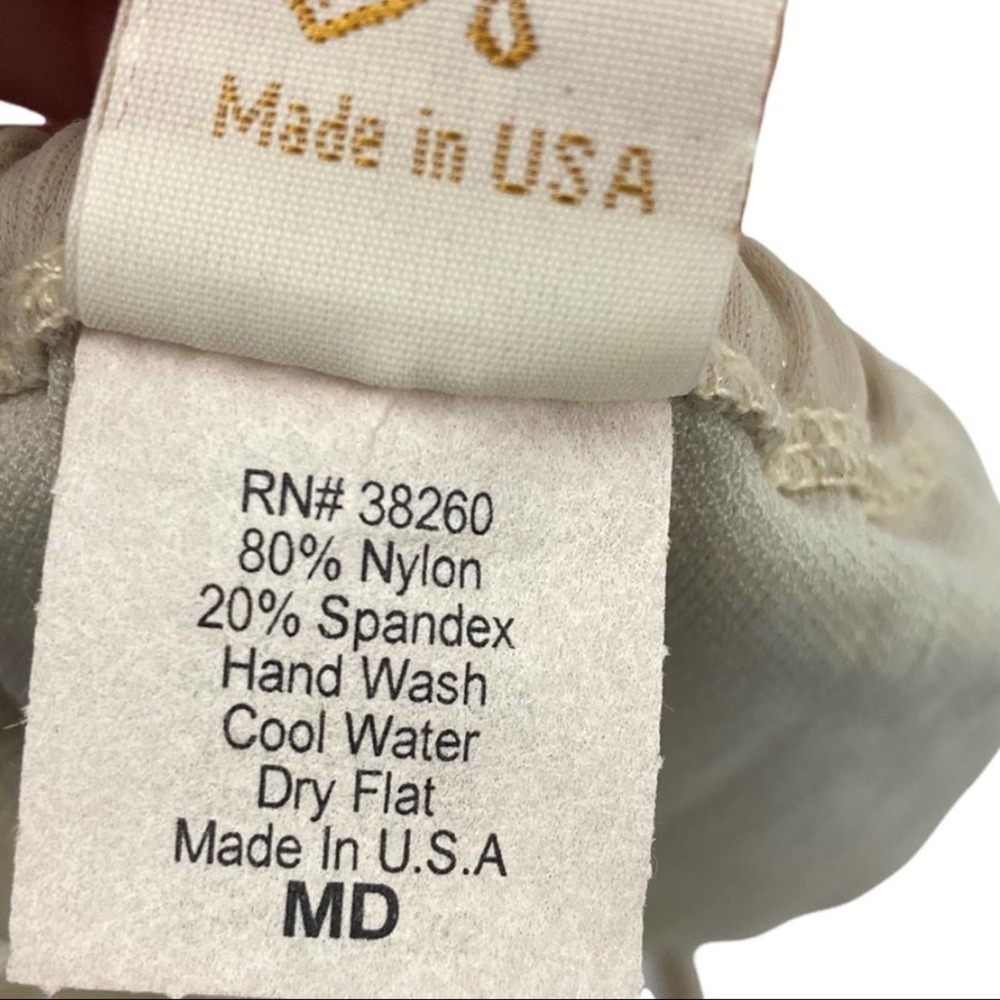 Made in USA
RN# 38260
80% Nylon
20% Spandex
Hand Wash
Cool Water
Dry Flat
Made In U.S.A
MD